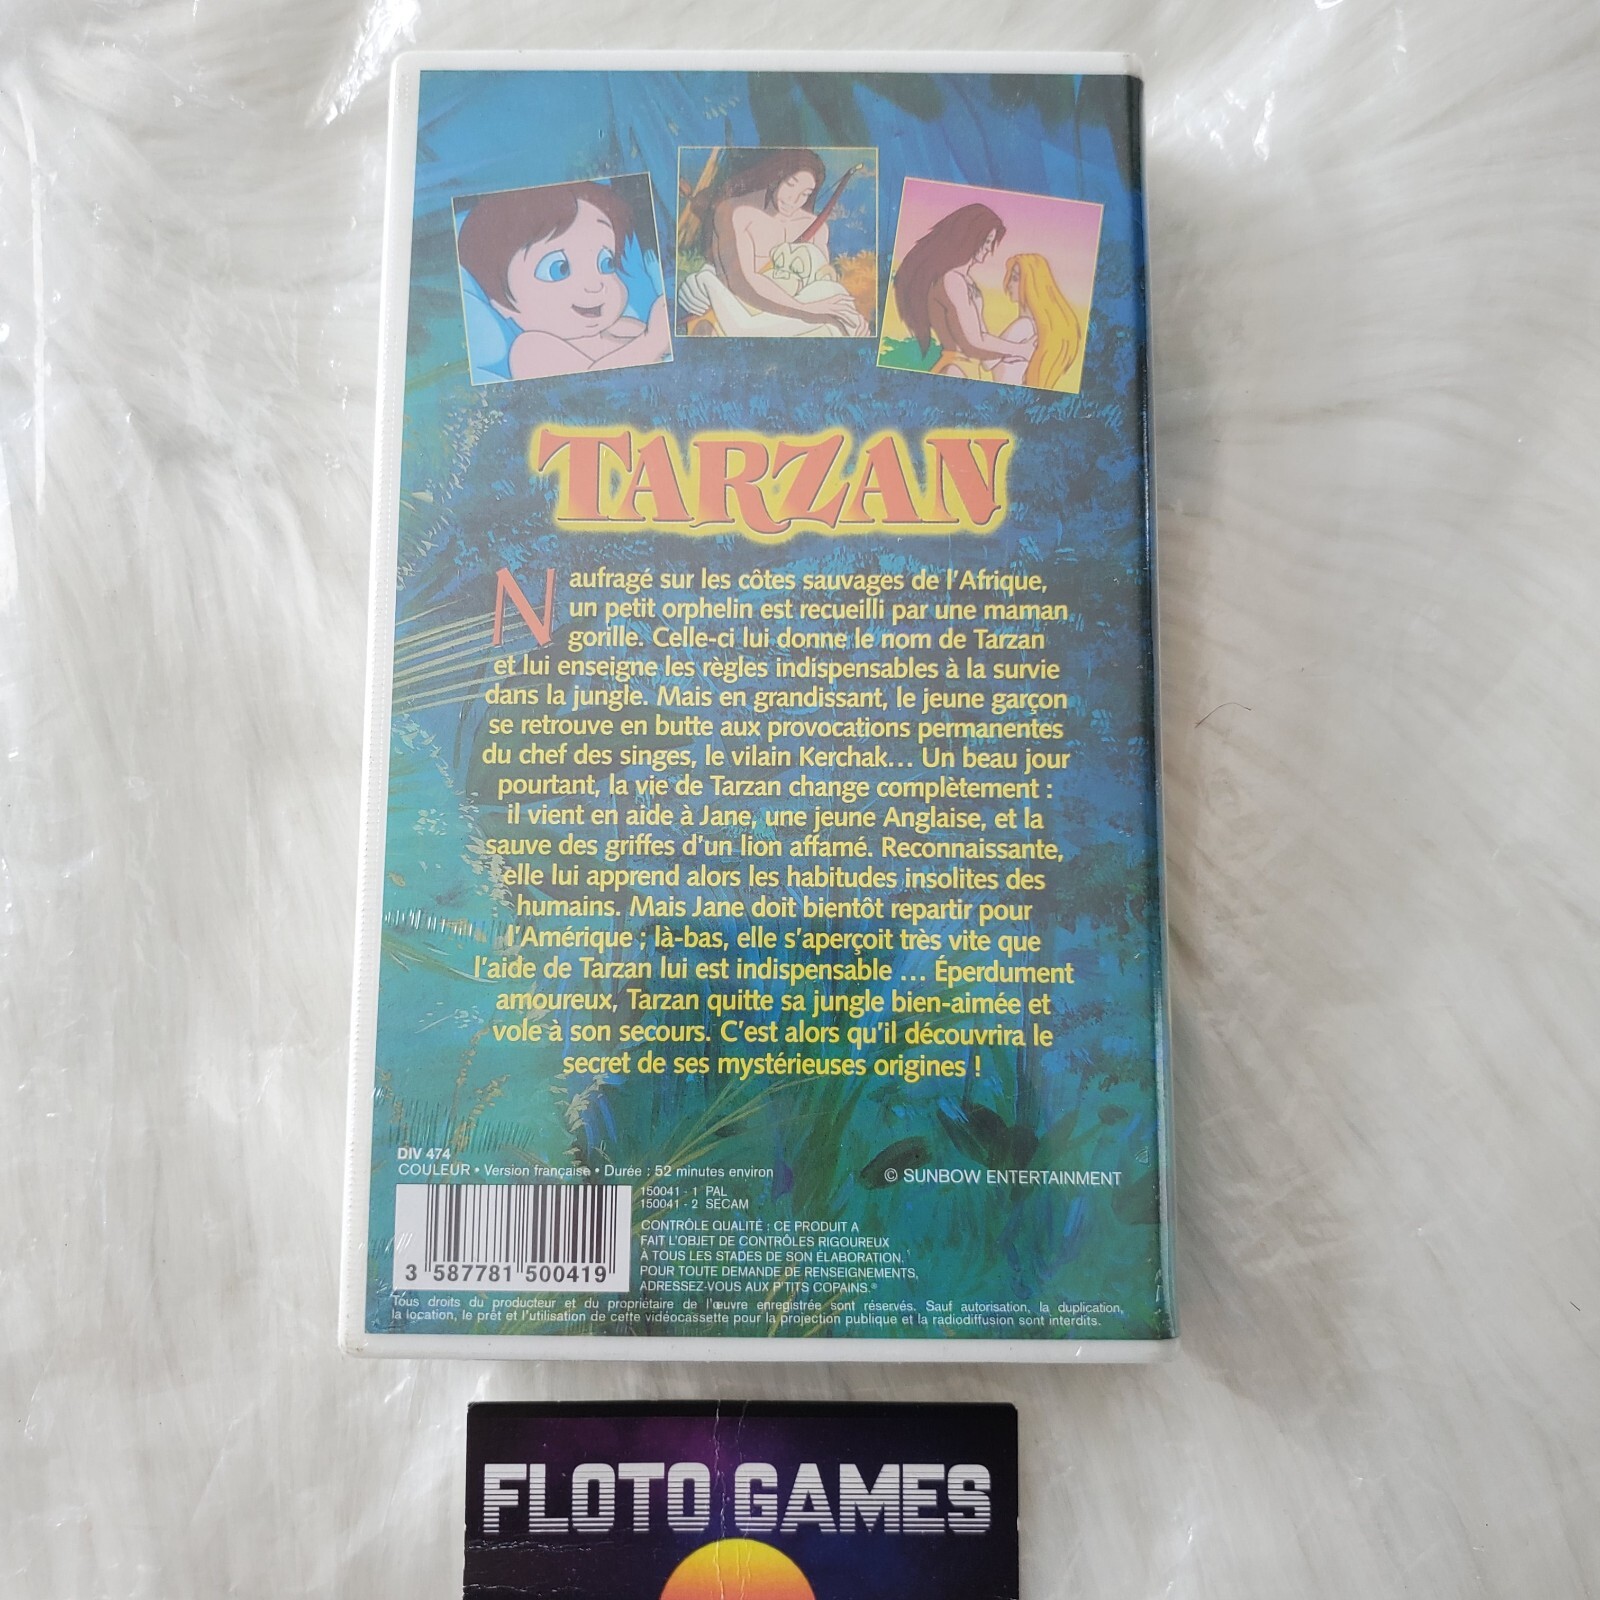 TARZAN
Naufragé sur les côtes sauvages de l'Afrique,
un petit orphelin est recueilli par une maman
gorille. Celle-ci lui donne le nom de Tarzan
et lui enseigne les règles indispensables à la survie
dans la jungle. Mais en grandissant, le jeune garçon
se retrouve en butte aux provocations permanentes
du chef des singes, le vilain Kerchak... Un beau jour
pourtant, la vie de Tarzan change complètement :
il vient en aide à Jane, une jeune Anglaise, et la
sauve des griffes d'un lion affamé. Reconnaissante,
elle lui apprend alors les habitudes insolites des
humains. Mais Jane doit bientôt repartir pour
l'Amérique ; là-bas, elle s'aperçoit très vite que
l'aide de Tarzan lui est indispensable ... Éperdument
amoureux, Tarzan quitte sa jungle bien-aimée et
vole à son secours. C'est alors qu'il découvrira le
secret de ses mystérieuses origines !
DIV 474
COULEUR • Version française • Durée : 52 minutes environ
© SUNBOW ENTERTAINMENT
150041 - 1 PAL
150041 - 2 SECAM
CONTRÔLE QUALITÉ : CE PRODUIT A
FAIT L'OBJET DE CONTRÔLES RIGOUREUX
À TOUS LES STADES DE SON ÉLABORATION.
POUR TOUTE DEMANDE DE RENSEIGNEMENTS,
ADRESSEZ-VOUS AUX P'TITS COPAINS.®
3 587781 500419
Tous droits du producteur et du propriétaire de l'œuvre enregistrée sont réservés. Sauf autorisation, la duplication,
la location, le prêt et l'utilisation de cette vidéocassette pour la projection publique et la radiodiffusion sont interdits.
FLOTO GAMES